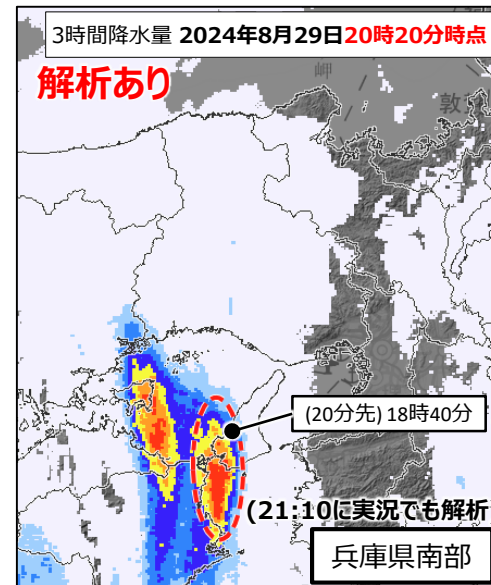 3時間降水量 2024年8月29日20時20分時点
解析あり
岬
敦
(20分先) 18時40分
(21:10に実況でも解析
兵庫県南部